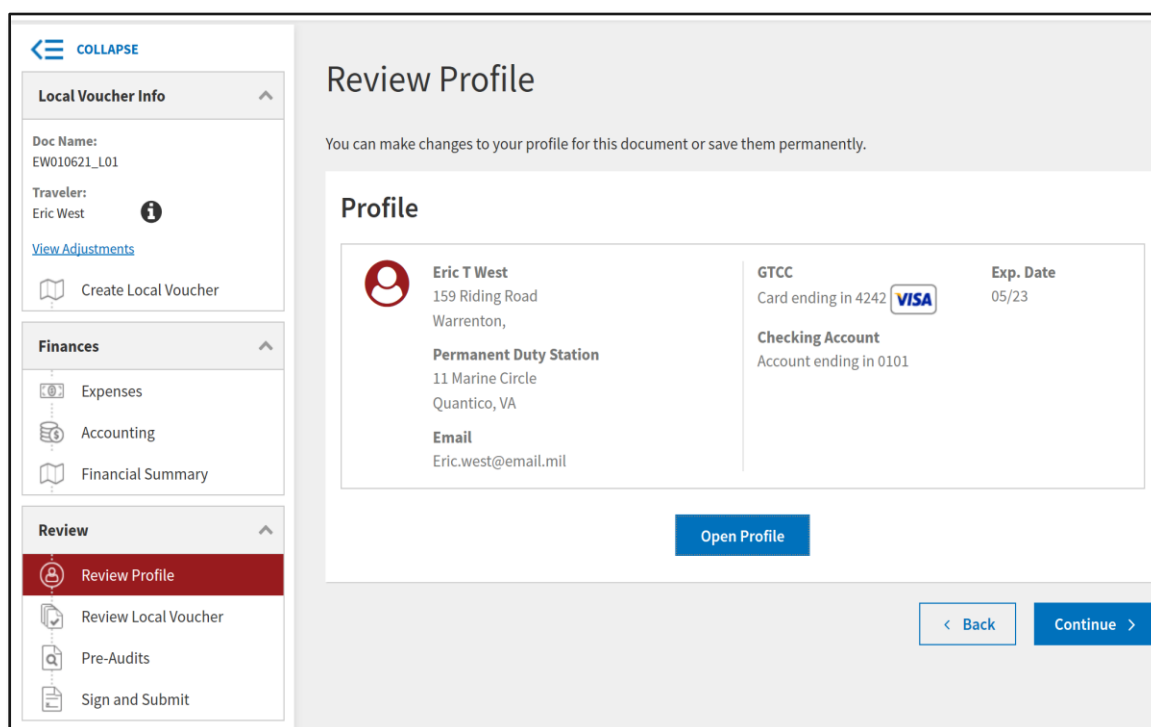 COLLAPSE
Local Voucher Info
Doc Name:
EW010621_L01
Traveler:
Eric West
View Adjustments
Create Local Voucher
Finances
Expenses
Accounting
Financial Summary
Review
Review Profile
Review Local Voucher
Pre-Audits
Sign and Submit
Review Profile
You can make changes to your profile for this document or save them permanently.
Profile
Eric T West
159 Riding Road
Warrenton,
Permanent Duty Station
11 Marine Circle
Quantico, VA
Email
Eric.west@email.mil
GTCC
Card ending in 4242 VISA
Checking Account
Account ending in 0101
Exp. Date
05/23
Open Profile
Back
Continue